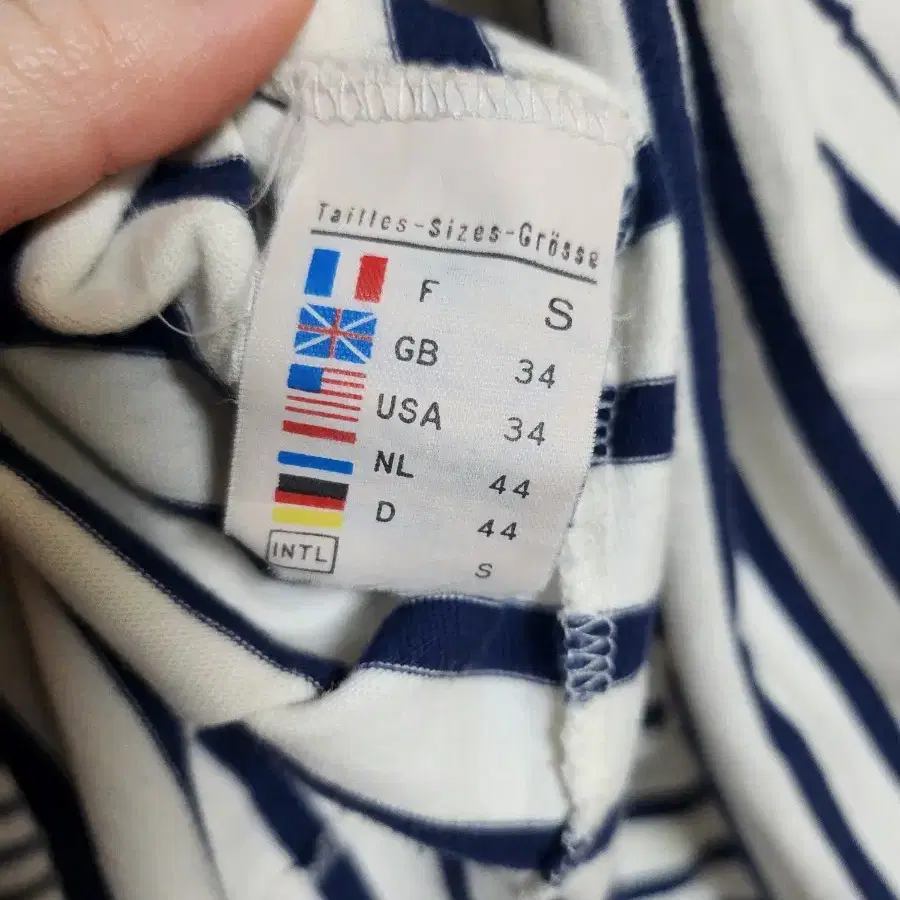 Tailles-Sizes-Grösse
F S
GB 34
USA 34
NL 44
D 44
INTL S